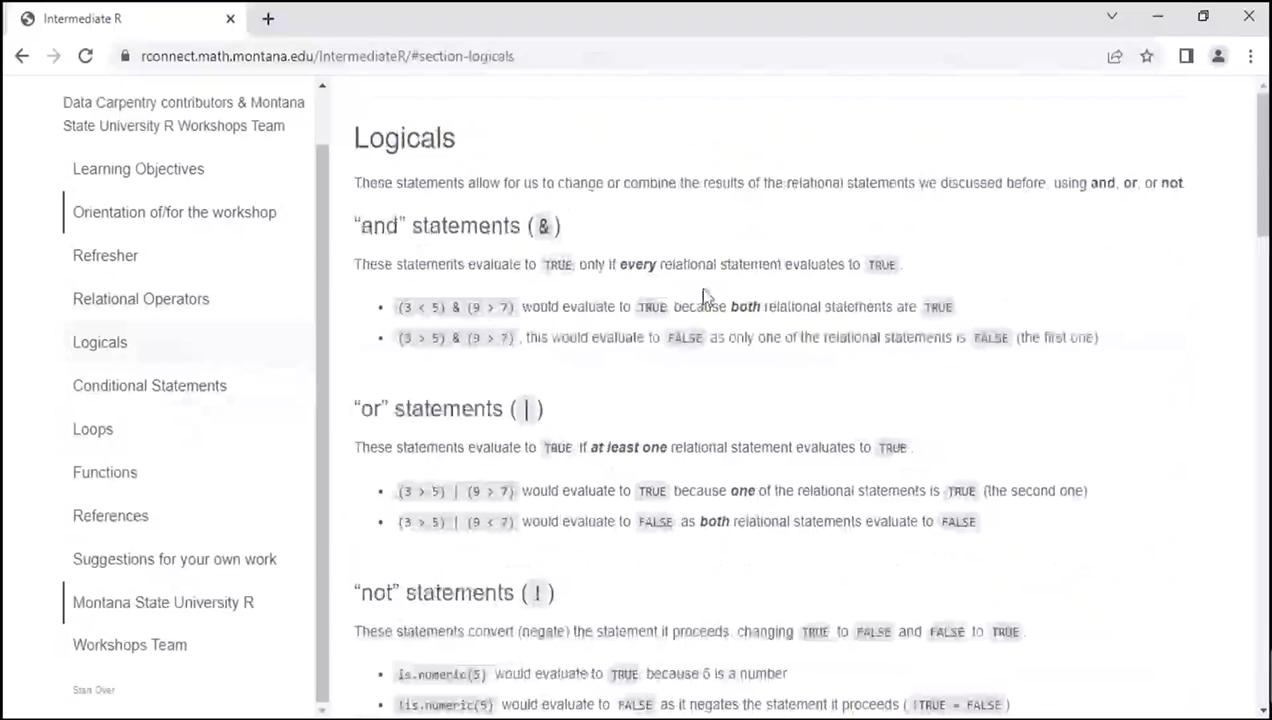 Intermediate R
rconnect.math.montana.edu/IntermediateR/#section-logicals
Data Carpentry contributors & Montana
State University R Workshops Team
Learning Objectives
Orientation of/for the workshop
Refresher
Relational Operators
Logicals
Conditional Statements
Loops
Functions
References
Suggestions for your own work
Montana State University R
Workshops Team
Start Over
Logicals
These statements allow for us to change or combine the results of the relational statements we discussed before, using and, or, or not.
“and” statements ( & )
These statements evaluate to TRUE only if every relational statement evaluates to TRUE .
• (3 < 5) & (9 > 7) would evaluate to TRUE because both relational statements are TRUE
• (3 > 5) & (9 > 7) , this would evaluate to FALSE as only one of the relational statements is FALSE (the first one)
“or” statements ( | )
These statements evaluate to TRUE if at least one relational statement evaluates to TRUE .
• (3 > 5) | (9 > 7) would evaluate to TRUE because one of the relational statements is TRUE (the second one)
• (3 > 5) | (9 < 7) would evaluate to FALSE as both relational statements evaluate to FALSE
“not” statements ( ! )
These statements convert (negate) the statement it proceeds, changing TRUE to FALSE and FALSE to TRUE .
• is.numeric(5) would evaluate to TRUE because 5 is a number
• !is.numeric(5) would evaluate to FALSE as it negates the statement it proceeds ( !TRUE = FALSE )